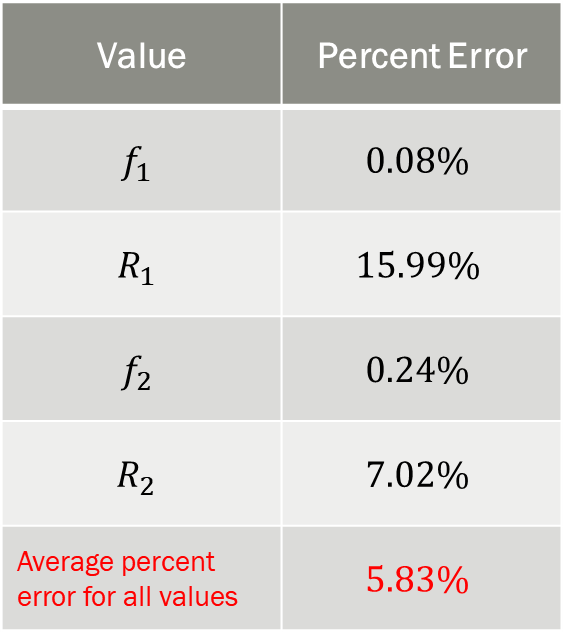 Value Percent Error
f₁ 0.08%
R₁ 15.99%
f₂ 0.24%
R₂ 7.02%
Average percent
error for all values 5.83%